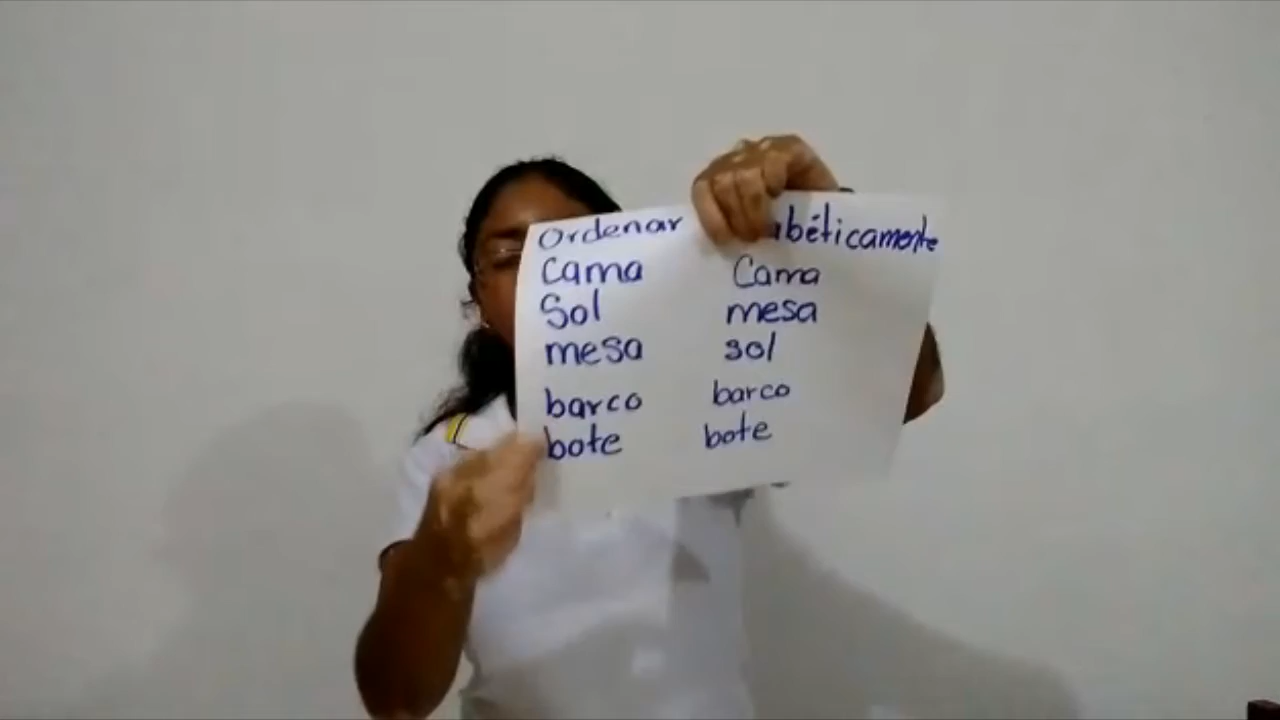 Ordenar abéticamente
Cama Cama
Sol mesa
mesa sol
barco barco
bote bote